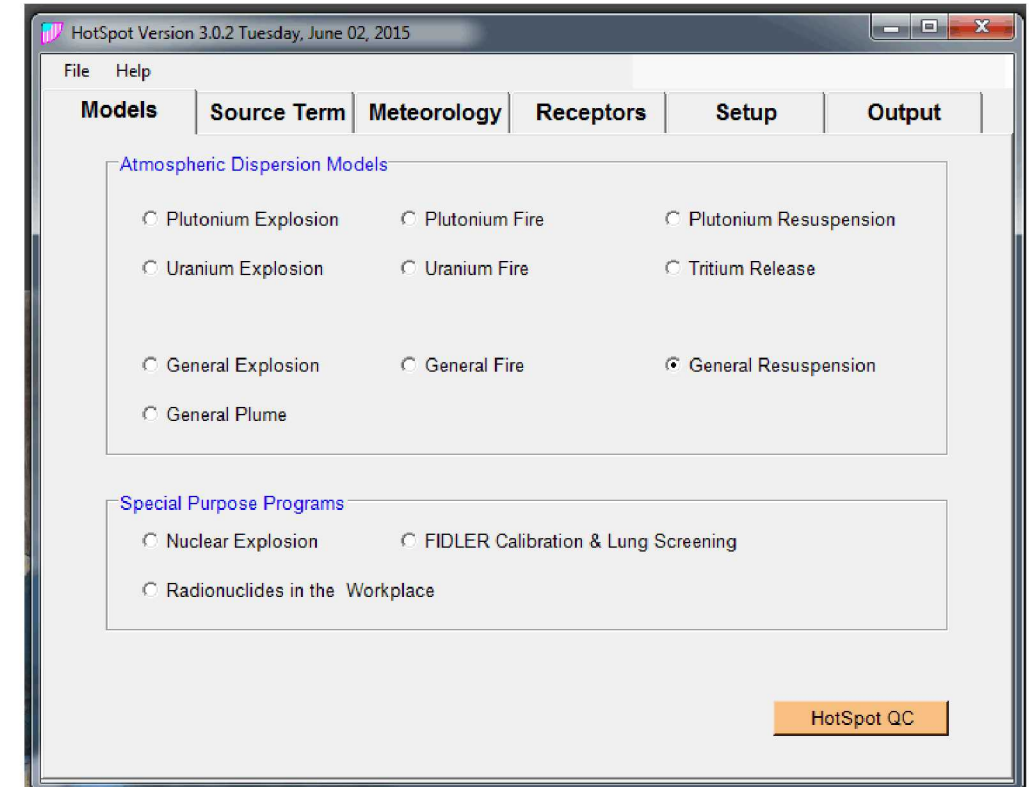 HotSpot Version 3.0.2 Tuesday, June 02, 2015
File Help
Models Source Term Meteorology Receptors Setup Output
Atmospheric Dispersion Models
Plutonium Explosion Plutonium Fire Plutonium Resuspension
Uranium Explosion Uranium Fire Tritium Release
General Explosion General Fire General Resuspension
General Plume
Special Purpose Programs
Nuclear Explosion FIDLER Calibration & Lung Screening
Radionuclides in the Workplace
HotSpot QC